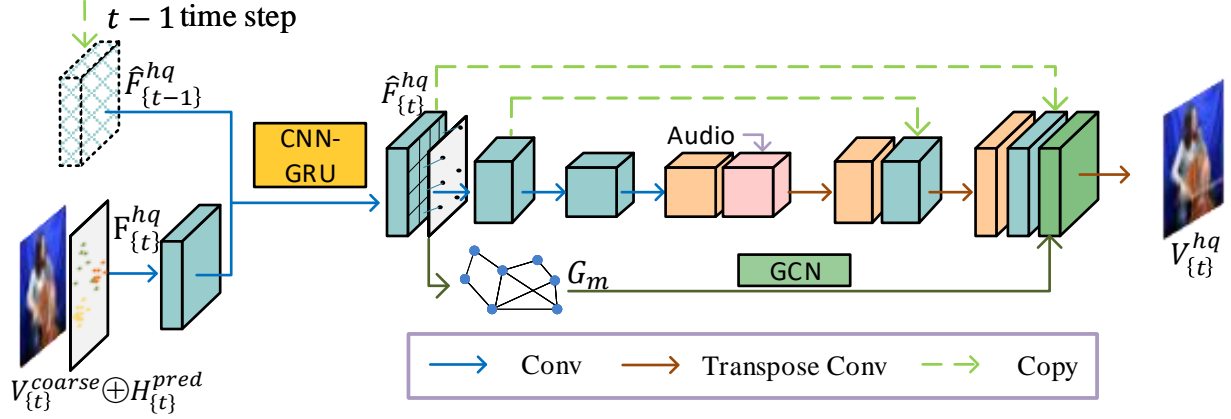 t − 1 time step
F̂^{hq}_{t−1}
F̂^{hq}_{t}
CNN-
GRU
Audio
F^{hq}_{t}
G_m
GCN
V^{hq}_{t}
V^{coarse}_{t}⊕H^{pred}_{t}
Conv
Transpose Conv
Copy